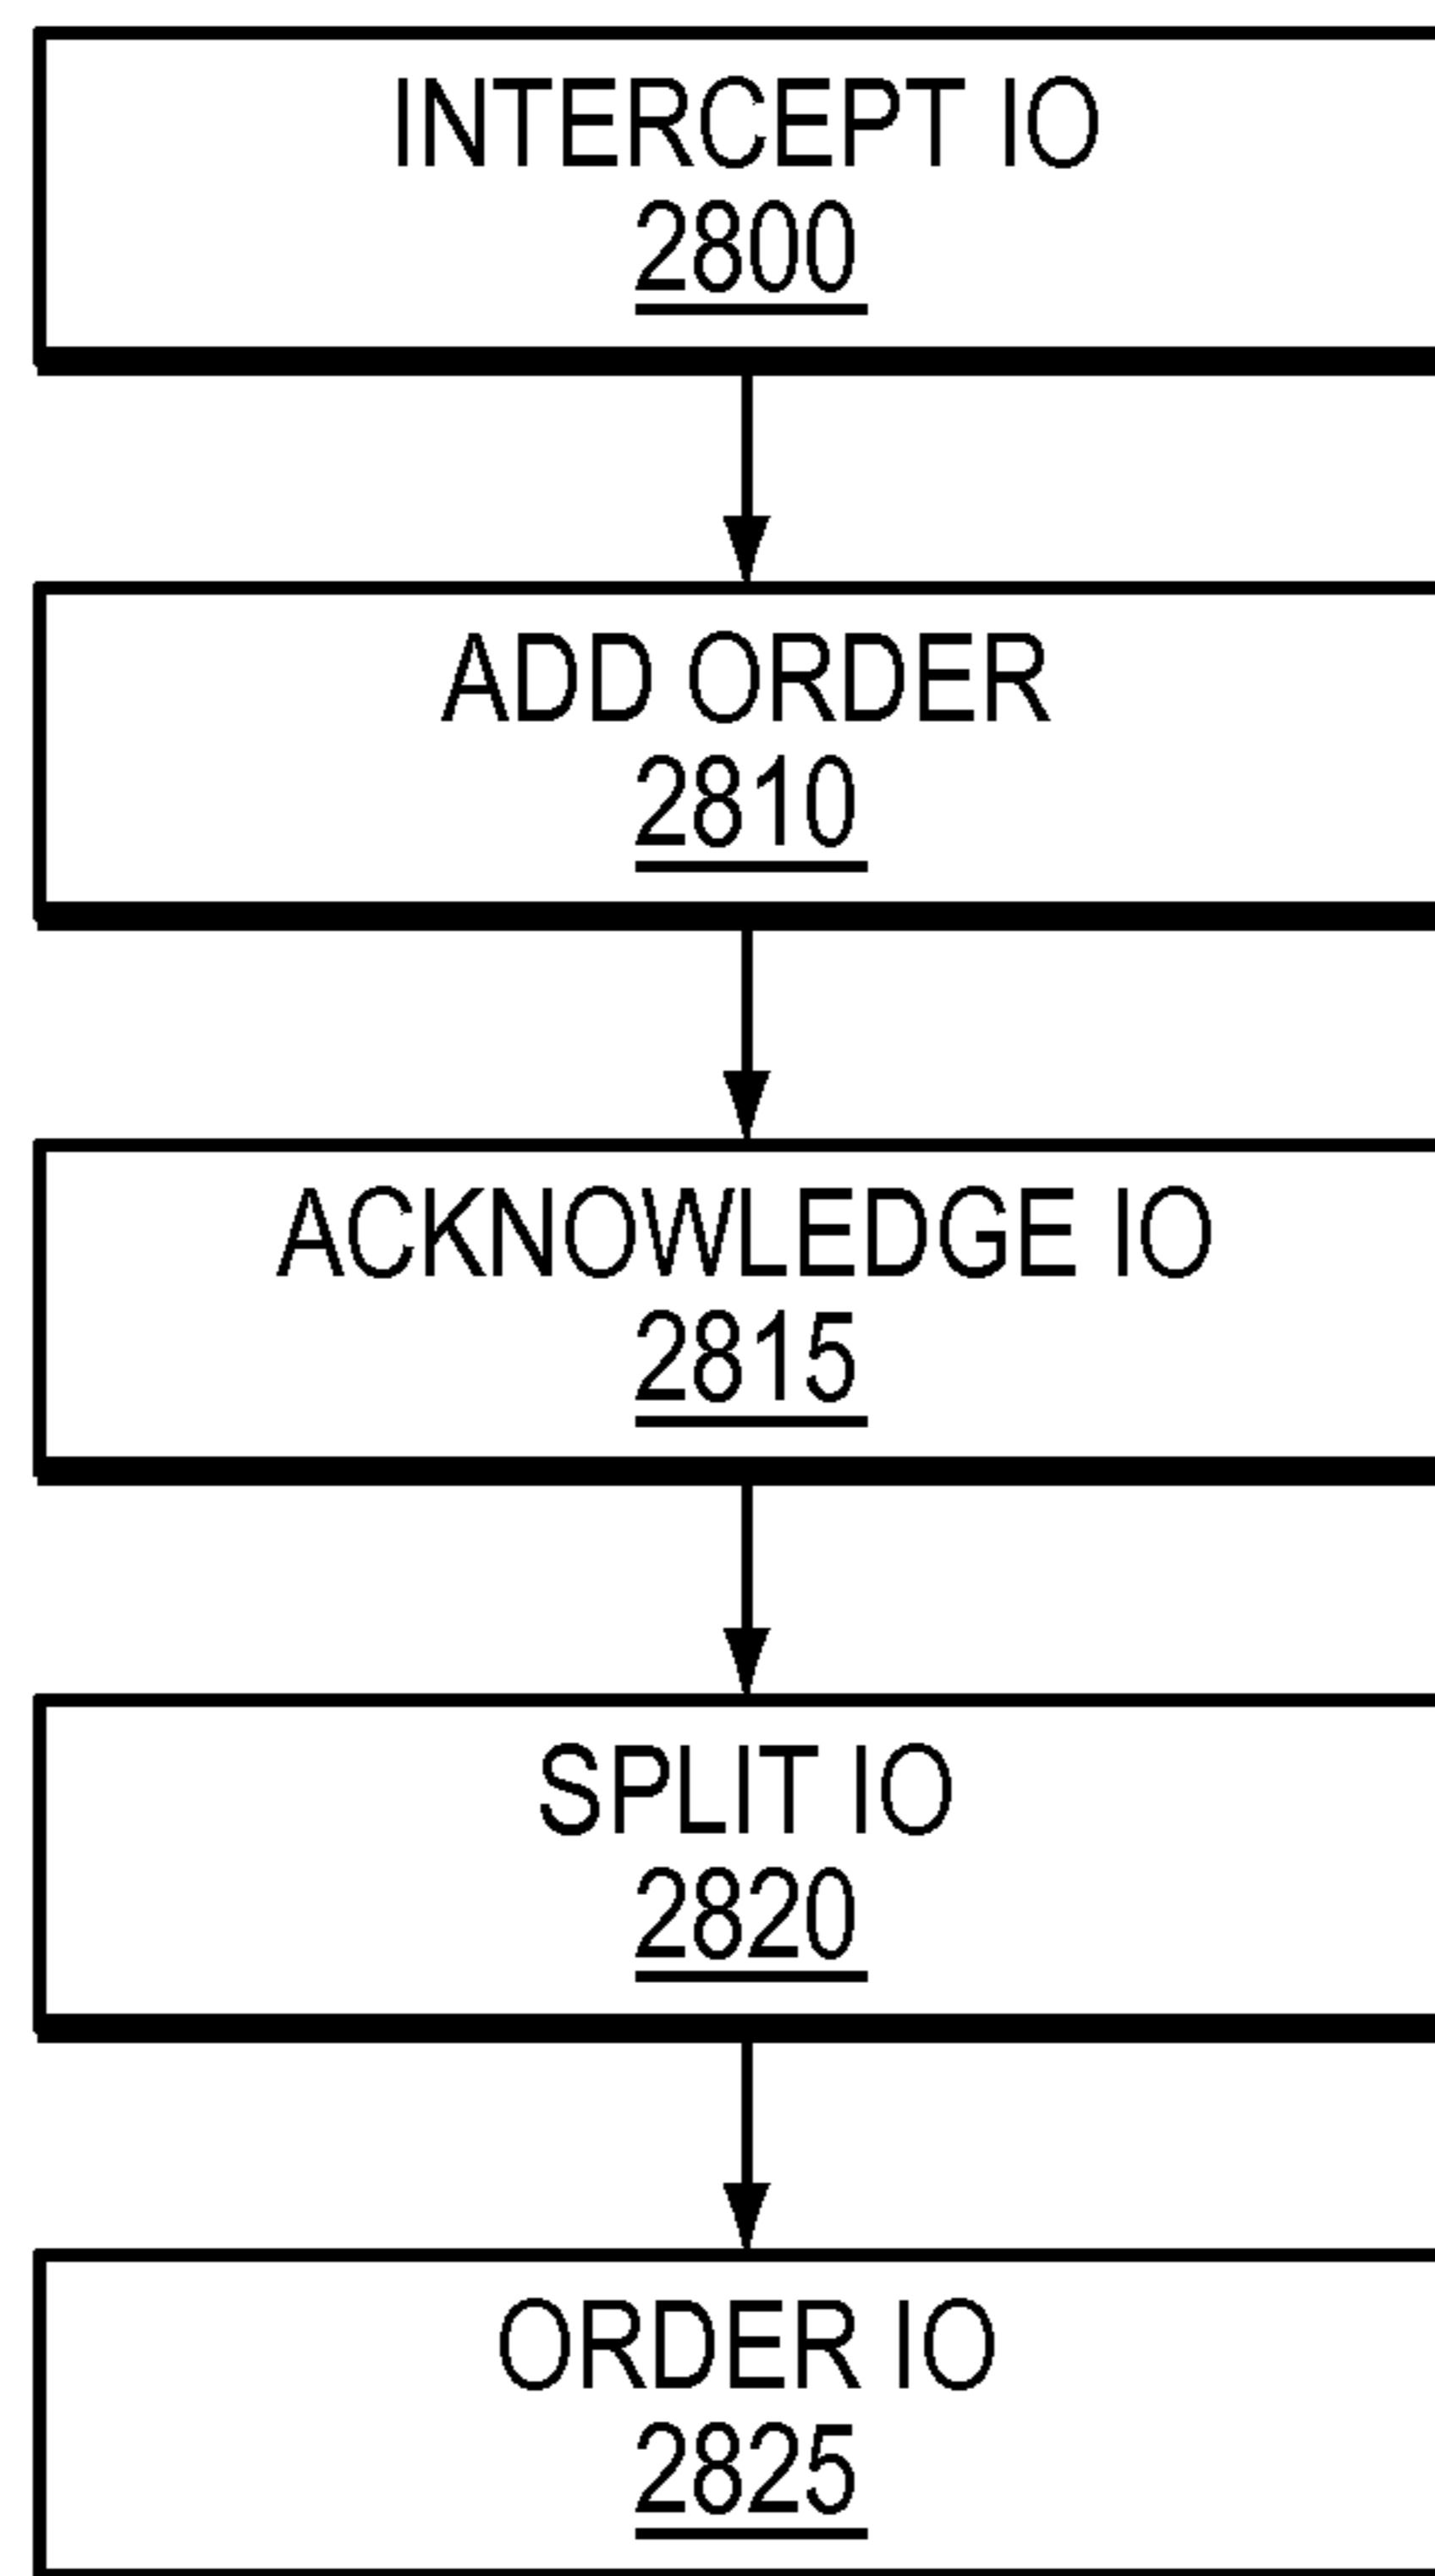 INTERCEPT IO
2800
ADD ORDER
2810
ACKNOWLEDGE IO
2815
SPLIT IO
2820
ORDER IO
2825